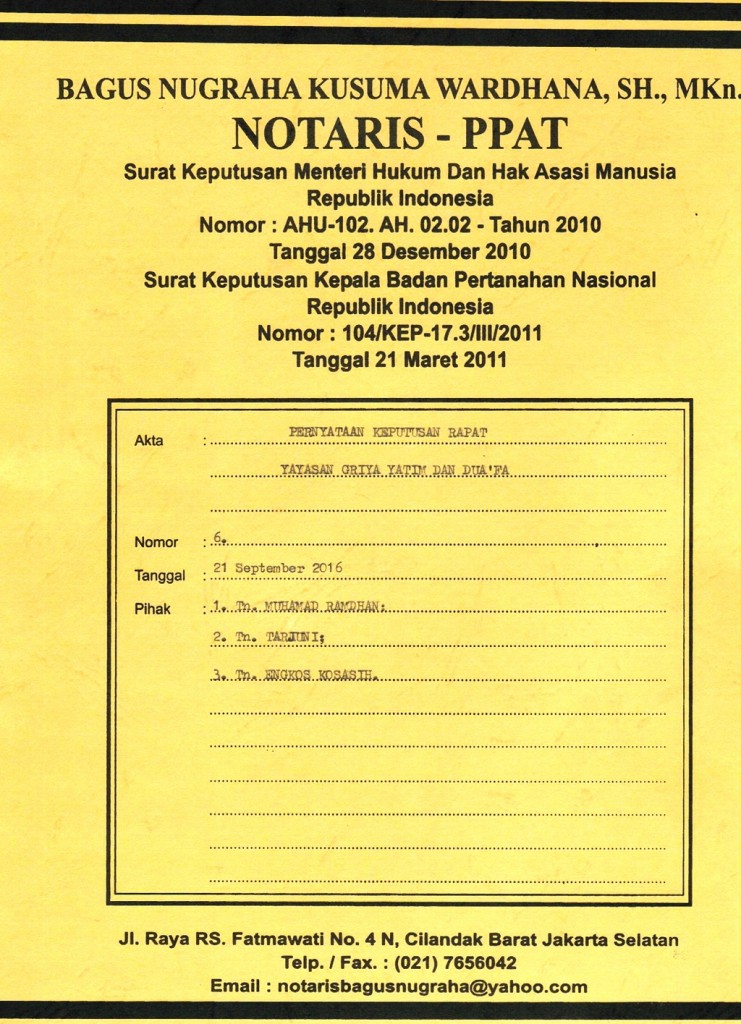 BAGUS NUGRAHA KUSUMA WARDHANA, SH., MKn.
NOTARIS - PPAT
Surat Keputusan Menteri Hukum Dan Hak Asasi Manusia
Republik Indonesia
Nomor : AHU-102. AH. 02.02 - Tahun 2010
Tanggal 28 Desember 2010
Surat Keputusan Kepala Badan Pertanahan Nasional
Republik Indonesia
Nomor : 104/KEP-17.3/III/2011
Tanggal 21 Maret 2011
Akta : PERNYATAAN KEPUTUSAN RAPAT
YAYASAN GRIYA YATIM DAN DUA'FA
Nomor : 6.
Tanggal : 21 September 2016
Pihak : 1. Tn. MUHAMAD RAMDHAN;
2. Tn. TARJUNI;
3. Tn. ENGKOS KOSASIH.
Jl. Raya RS. Fatmawati No. 4 N, Cilandak Barat Jakarta Selatan
Telp. / Fax. : (021) 7656042
Email : notarisbagusnugraha@yahoo.com